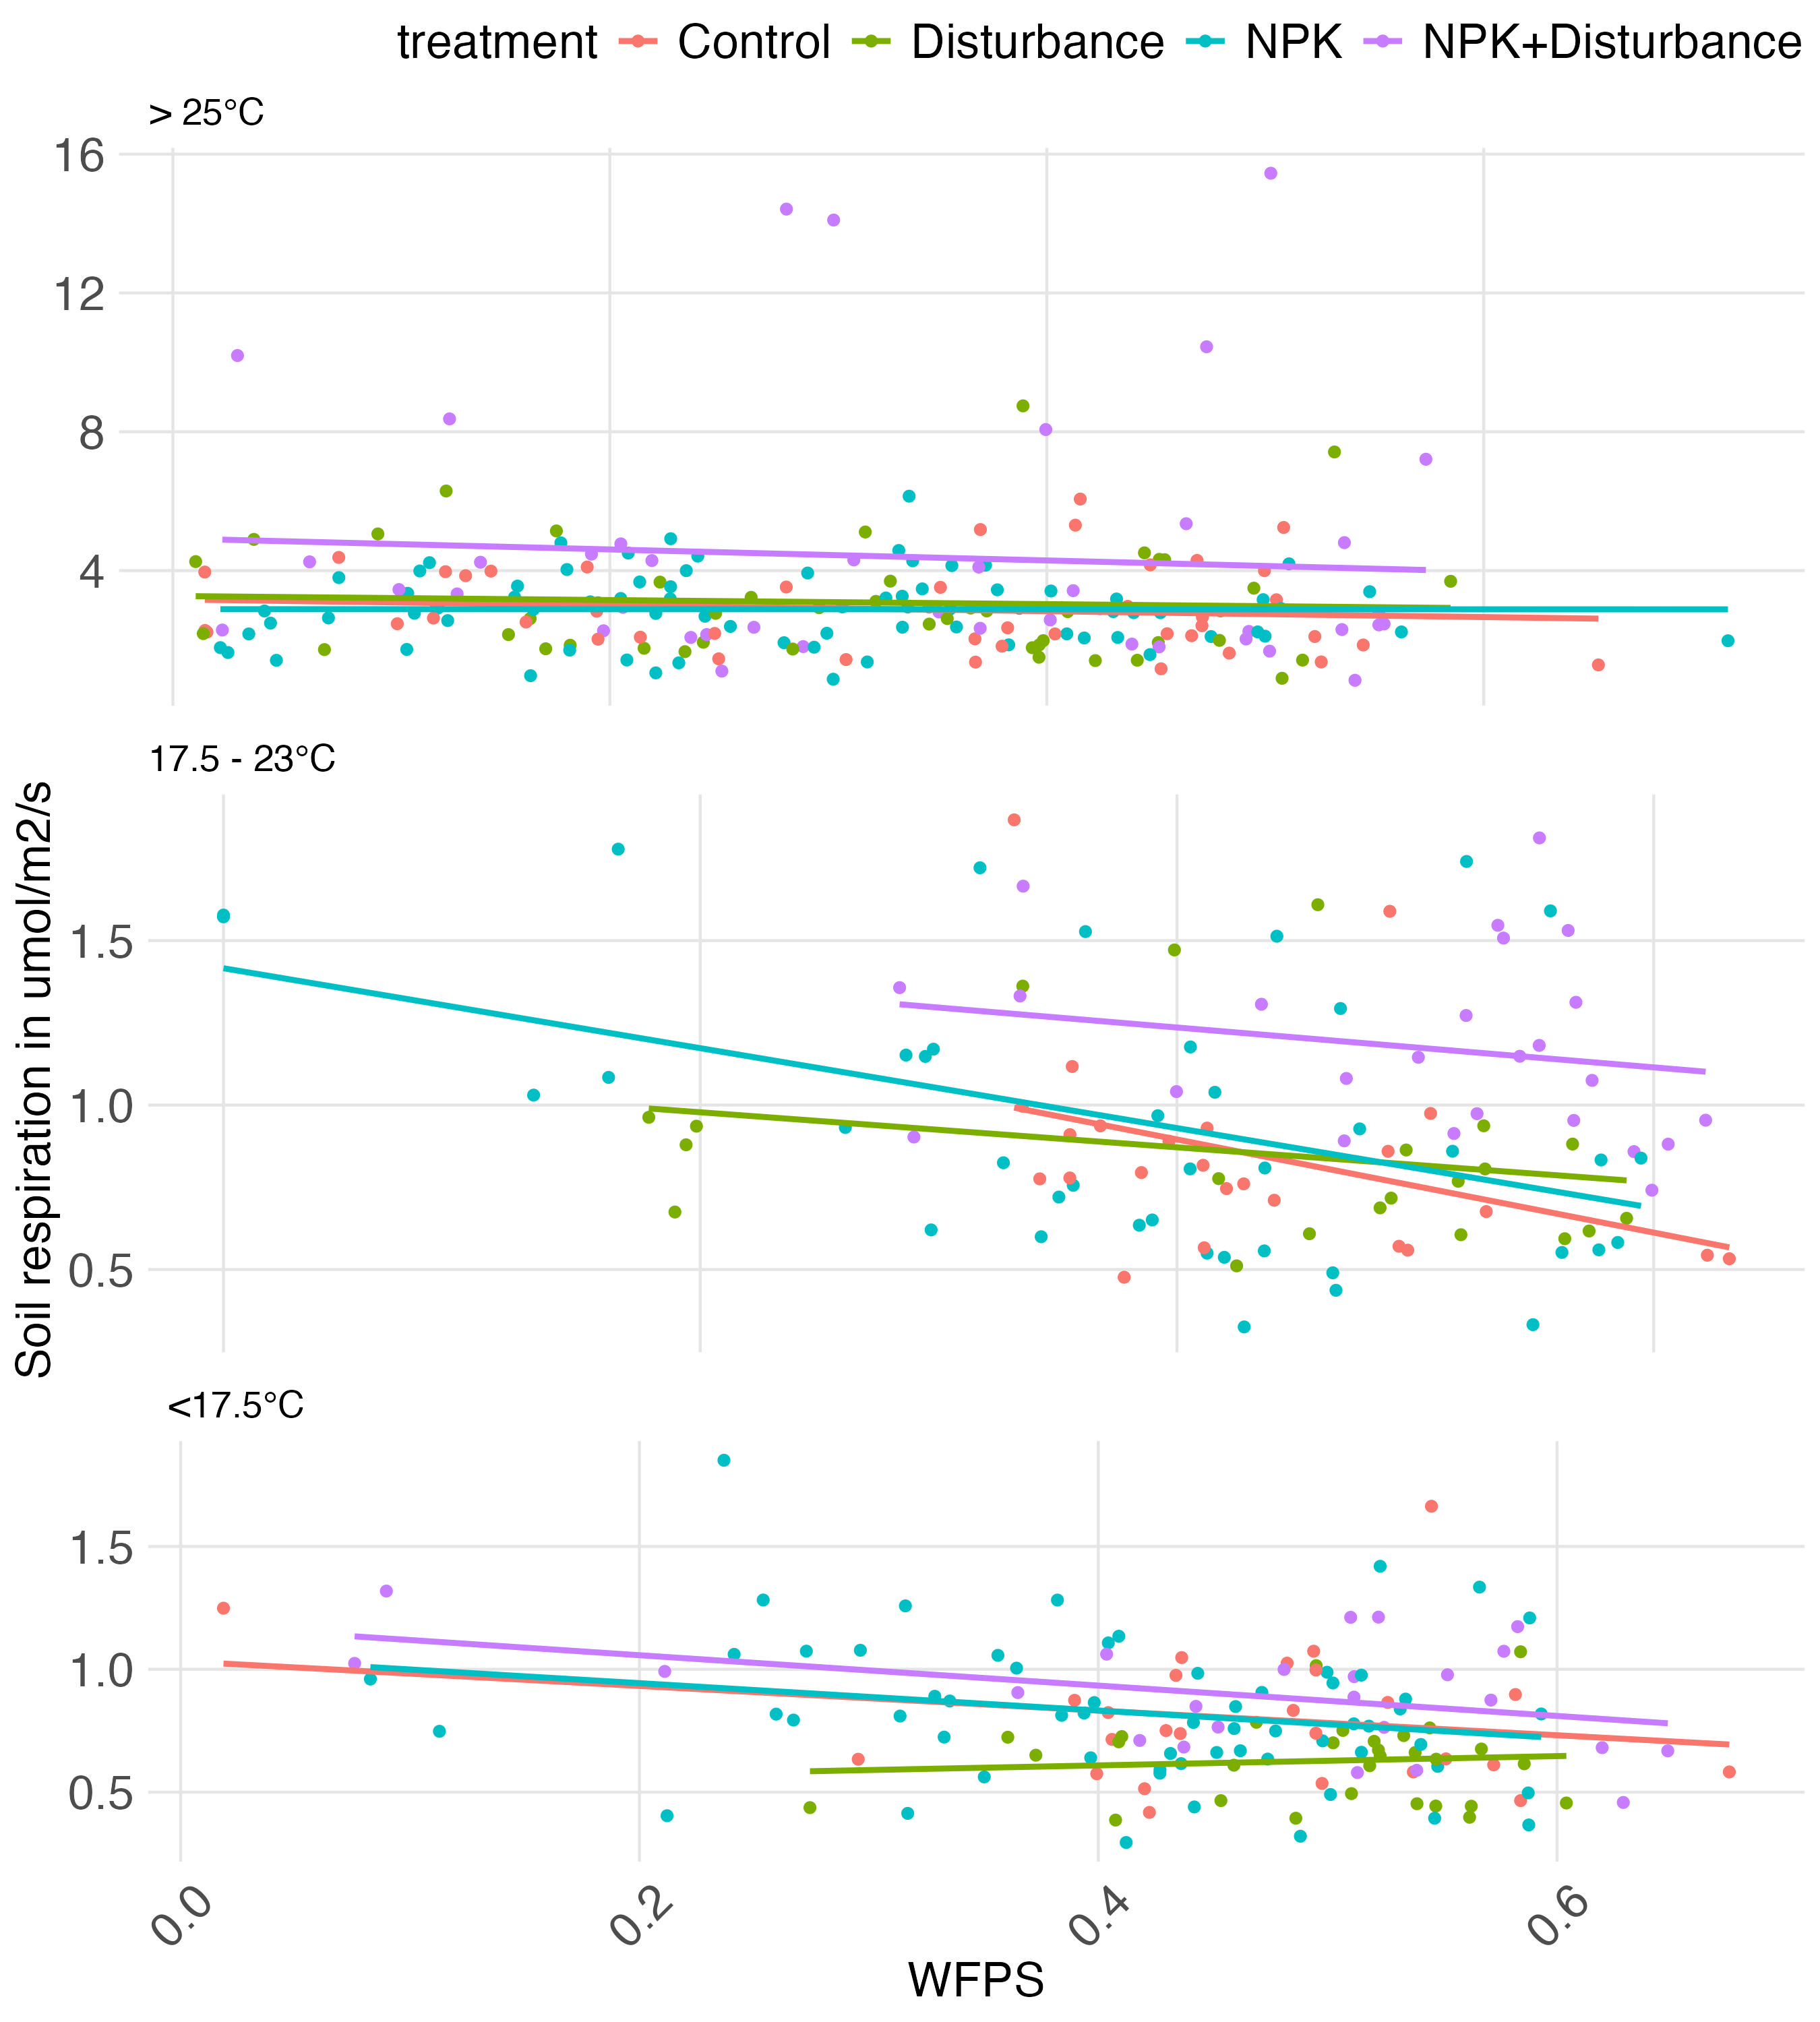 treatment Control Disturbance NPK NPK+Disturbance
> 25°C
16
12
8
4
17.5 - 23°C
1.5
1.0
0.5
Soil respiration in umol/m2/s
<17.5°C
1.5
1.0
0.5
0.0 0.2 0.4 0.6
WFPS